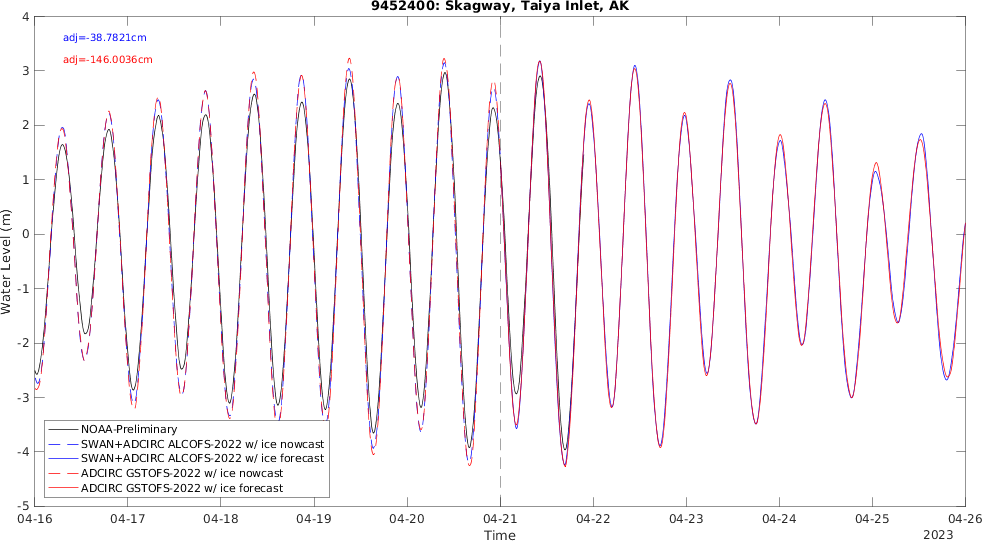 9452400: Skagway, Taiya Inlet, AK
adj=-38.7821cm
adj=-146.0036cm
Water Level (m)
4
3
2
1
0
-1
-2
-3
-4
-5
NOAA-Preliminary
SWAN+ADCIRC ALCOFS-2022 w/ ice nowcast
SWAN+ADCIRC ALCOFS-2022 w/ ice forecast
ADCIRC GSTOFS-2022 w/ ice nowcast
ADCIRC GSTOFS-2022 w/ ice forecast
04-16 04-17 04-18 04-19 04-20 04-21 04-22 04-23 04-24 04-25 04-26
Time
2023